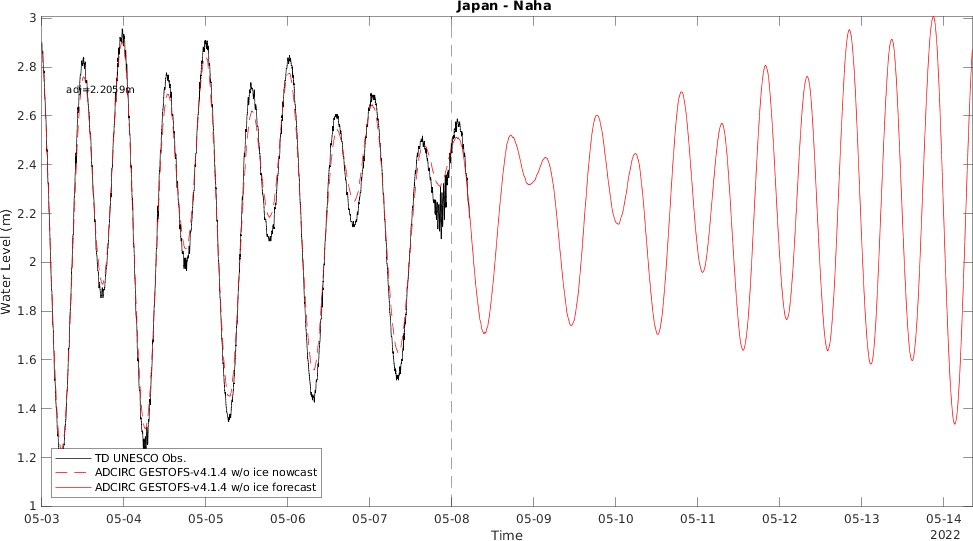 Japan - Naha
3
2.8
2.6
2.4
2.2
2
1.8
1.6
1.4
1.2
1
Water Level (m)
adj=2.2059m
TD UNESCO Obs.
ADCIRC GESTOFS-v4.1.4 w/o ice nowcast
ADCIRC GESTOFS-v4.1.4 w/o ice forecast
05-03 05-04 05-05 05-06 05-07 05-08 05-09 05-10 05-11 05-12 05-13 05-14
Time 2022